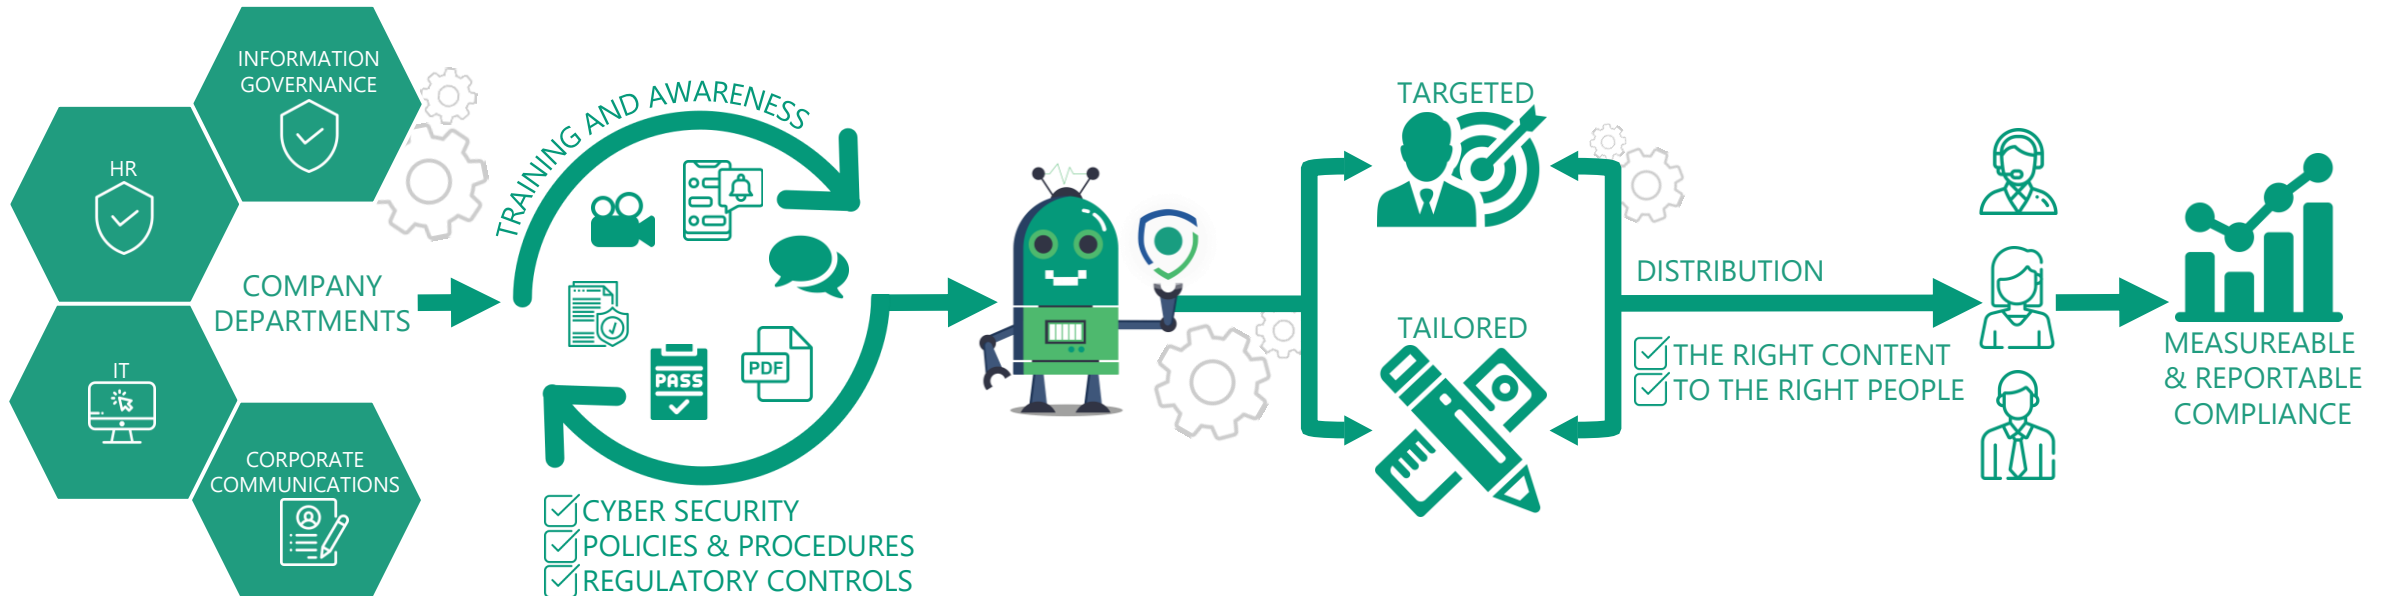 INFORMATION
GOVERNANCE
HR
COMPANY
DEPARTMENTS
IT
CORPORATE
COMMUNICATIONS
TRAINING AND AWARENESS
PASS
PDF
CYBER SECURITY
POLICIES & PROCEDURES
REGULATORY CONTROLS
TARGETED
TAILORED
DISTRIBUTION
THE RIGHT CONTENT
TO THE RIGHT PEOPLE
MEASUREABLE
& REPORTABLE
COMPLIANCE